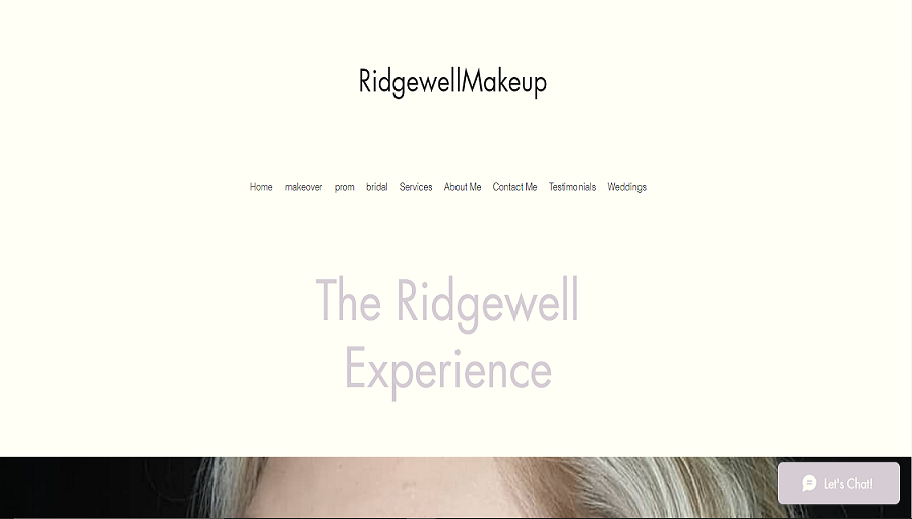 RidgewellMakeup
Home makeover prom bridal Services About Me Contact Me Testimonials Weddings
The Ridgewell
Experience
Let's Chat!